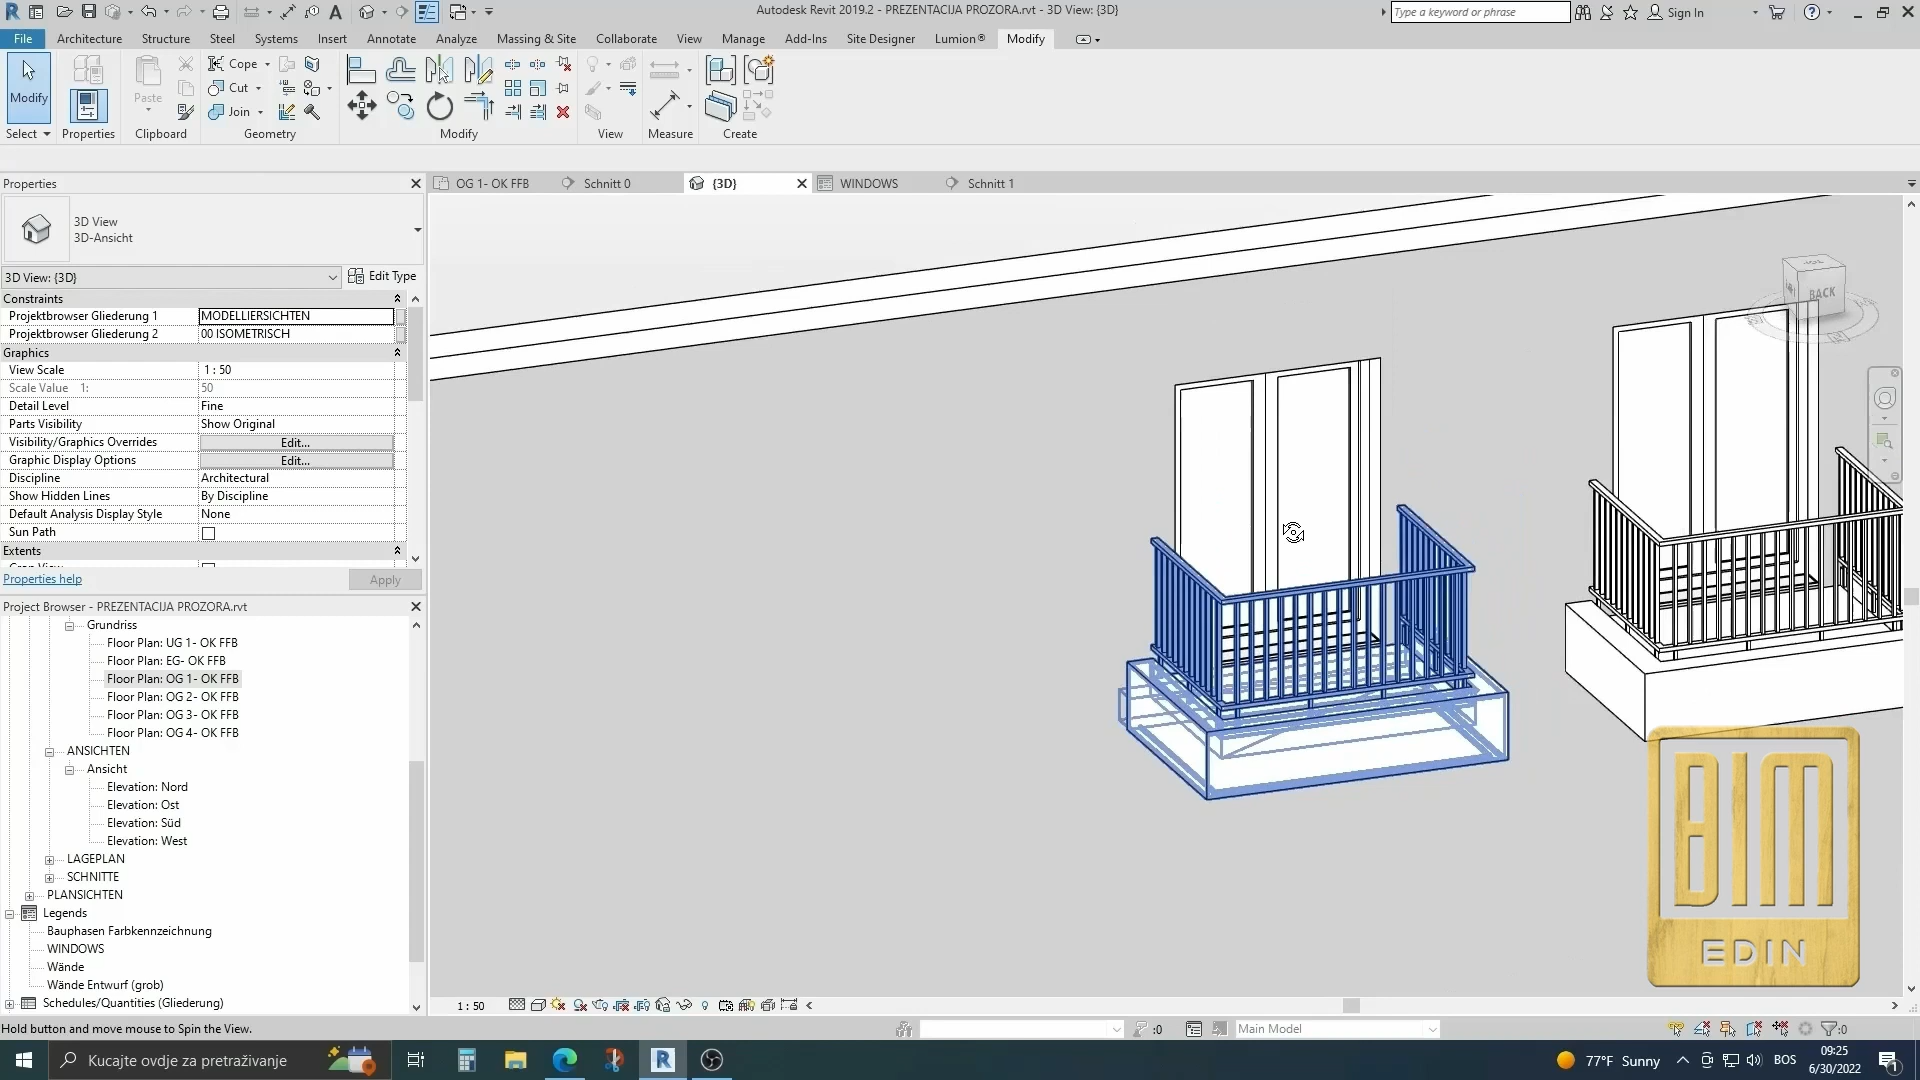 Autodesk Revit 2019.2 - PREZENTACIJA PROZORA.rvt - 3D View: {3D}
Type a keyword or phrase
Sign In
File Architecture Structure Steel Systems Insert Annotate Analyze Massing & Site Collaborate View Manage Add-Ins Site Designer Lumion® Modify
Modify
Paste
Cope
Cut
Join
Select Properties Clipboard Geometry Modify View Measure Create
Properties
OG 1- OK FFB
Schnitt 0
{3D}
WINDOWS
Schnitt 1
3D View
3D-Ansicht
3D View: {3D}
Edit Type
Constraints
Projektbrowser Gliederung 1 MODELLIERSICHTEN
Projektbrowser Gliederung 2 00 ISOMETRISCH
Graphics
View Scale 1 : 50
Scale Value 1: 50
Detail Level Fine
Parts Visibility Show Original
Visibility/Graphics Overrides Edit...
Graphic Display Options Edit...
Discipline Architectural
Show Hidden Lines By Discipline
Default Analysis Display Style None
Sun Path
Extents
Properties help
Apply
Project Browser - PREZENTACIJA PROZORA.rvt
Grundriss
Floor Plan: UG 1- OK FFB
Floor Plan: EG- OK FFB
Floor Plan: OG 1- OK FFB
Floor Plan: OG 2- OK FFB
Floor Plan: OG 3- OK FFB
Floor Plan: OG 4- OK FFB
ANSICHTEN
Ansicht
Elevation: Nord
Elevation: Ost
Elevation: Süd
Elevation: West
LAGEPLAN
SCHNITTE
PLANSICHTEN
Legends
Bauphasen Farbkennzeichnung
WINDOWS
Wände
Wände Entwurf (grob)
Schedules/Quantities (Gliederung)
TOP
BACK
BIM
EDIN
1 : 50
Hold button and move mouse to Spin the View.
:0
Main Model
:0
Kucajte ovdje za pretraživanje
77°F Sunny
BOS
09:25
6/30/2022
1